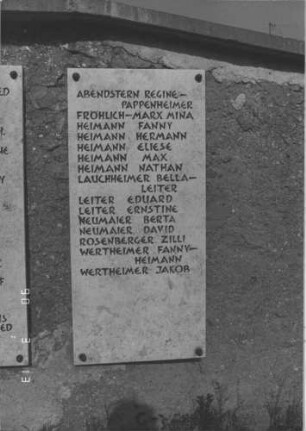 ABENDSTERN REGINE-
PAPPENHEIMER
FRÖHLICH-MARX MINA
HEIMANN FANNY
HEIMANN HERMANN
HEIMANN ELIESE
HEIMANN MAX
HEIMANN NATHAN
LAUCHHEIMER BELLA-
LEITER
LEITER EDUARD
LEITER ERNSTINE
NEUMAIER BERTA
NEUMAIER DAVID
ROSENBERGER ZILLI
WERTHEIMER FANNY-
HEIMANN
WERTHEIMER JAKOB